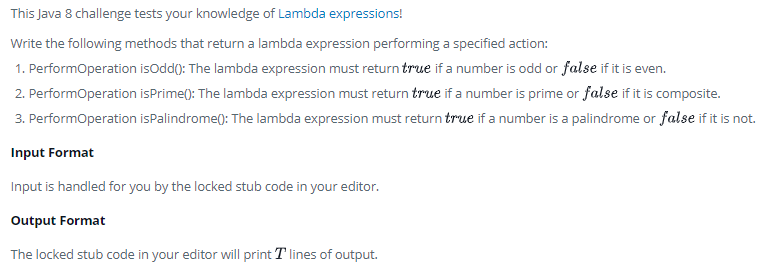 This Java 8 challenge tests your knowledge of Lambda expressions!
Write the following methods that return a lambda expression performing a specified action:
1. PerformOperation isOdd(): The lambda expression must return true if a number is odd or false if it is even.
2. PerformOperation isPrime(): The lambda expression must return true if a number is prime or false if it is composite.
3. PerformOperation isPalindrome(): The lambda expression must return true if a number is a palindrome or false if it is not.
Input Format
Input is handled for you by the locked stub code in your editor.
Output Format
The locked stub code in your editor will print T lines of output.